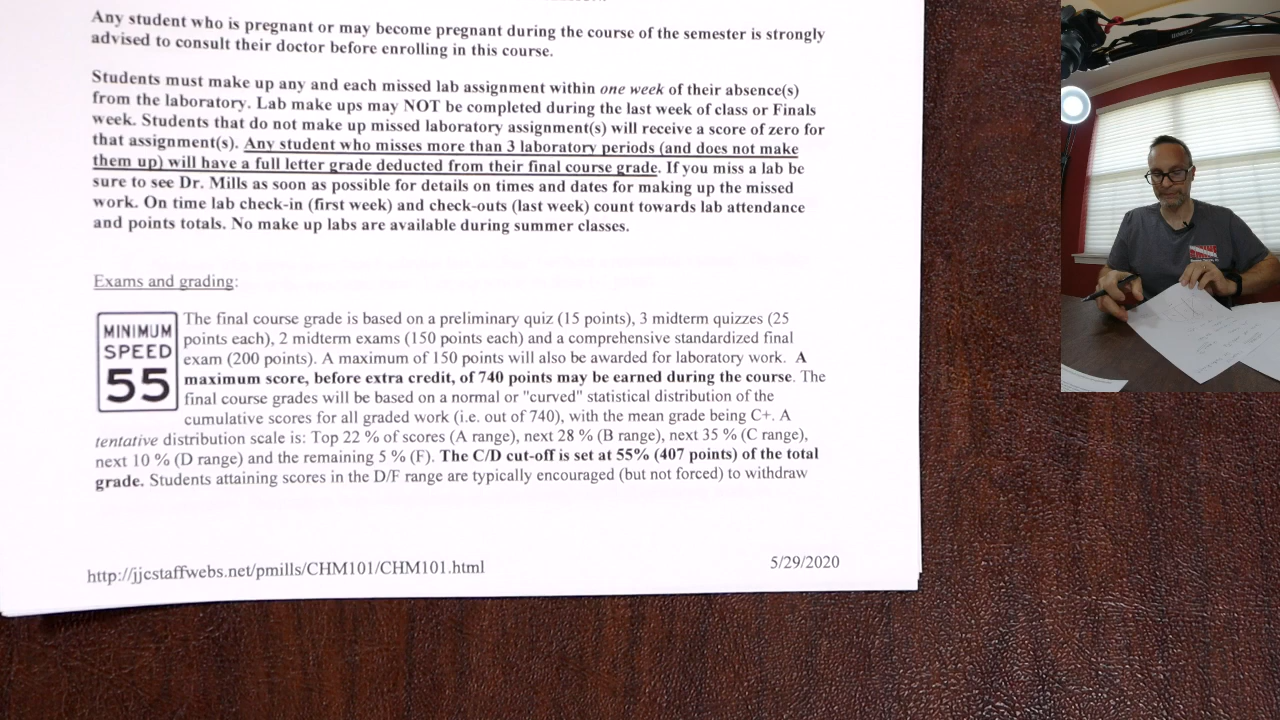 Any student who is pregnant or may become pregnant during the course of the semester is strongly
advised to consult their doctor before enrolling in this course.
Students must make up any and each missed lab assignment within one week of their absence(s)
from the laboratory. Lab make ups may NOT be completed during the last week of class or Finals
week. Students that do not make up missed laboratory assignment(s) will receive a score of zero for
that assignment(s). Any student who misses more than 3 laboratory periods (and does not make
them up) will have a full letter grade deducted from their final course grade. If you miss a lab be
sure to see Dr. Mills as soon as possible for details on times and dates for making up the missed
work. On time lab check-in (first week) and check-outs (last week) count towards lab attendance
and points totals. No make up labs are available during summer classes.
Exams and grading:
MINIMUM
SPEED
55
The final course grade is based on a preliminary quiz (15 points), 3 midterm quizzes (25
points each), 2 midterm exams (150 points each) and a comprehensive standardized final
exam (200 points). A maximum of 150 points will also be awarded for laboratory work. A
maximum score, before extra credit, of 740 points may be earned during the course. The
final course grades will be based on a normal or "curved" statistical distribution of the
cumulative scores for all graded work (i.e. out of 740), with the mean grade being C+. A
tentative distribution scale is: Top 22 % of scores (A range), next 28 % (B range), next 35 % (C range),
next 10 % (D range) and the remaining 5 % (F). The C/D cut-off is set at 55% (407 points) of the total
grade. Students attaining scores in the D/F range are typically encouraged (but not forced) to withdraw
http://jjcstaffwebs.net/pmills/CHM101/CHM101.html
5/29/2020